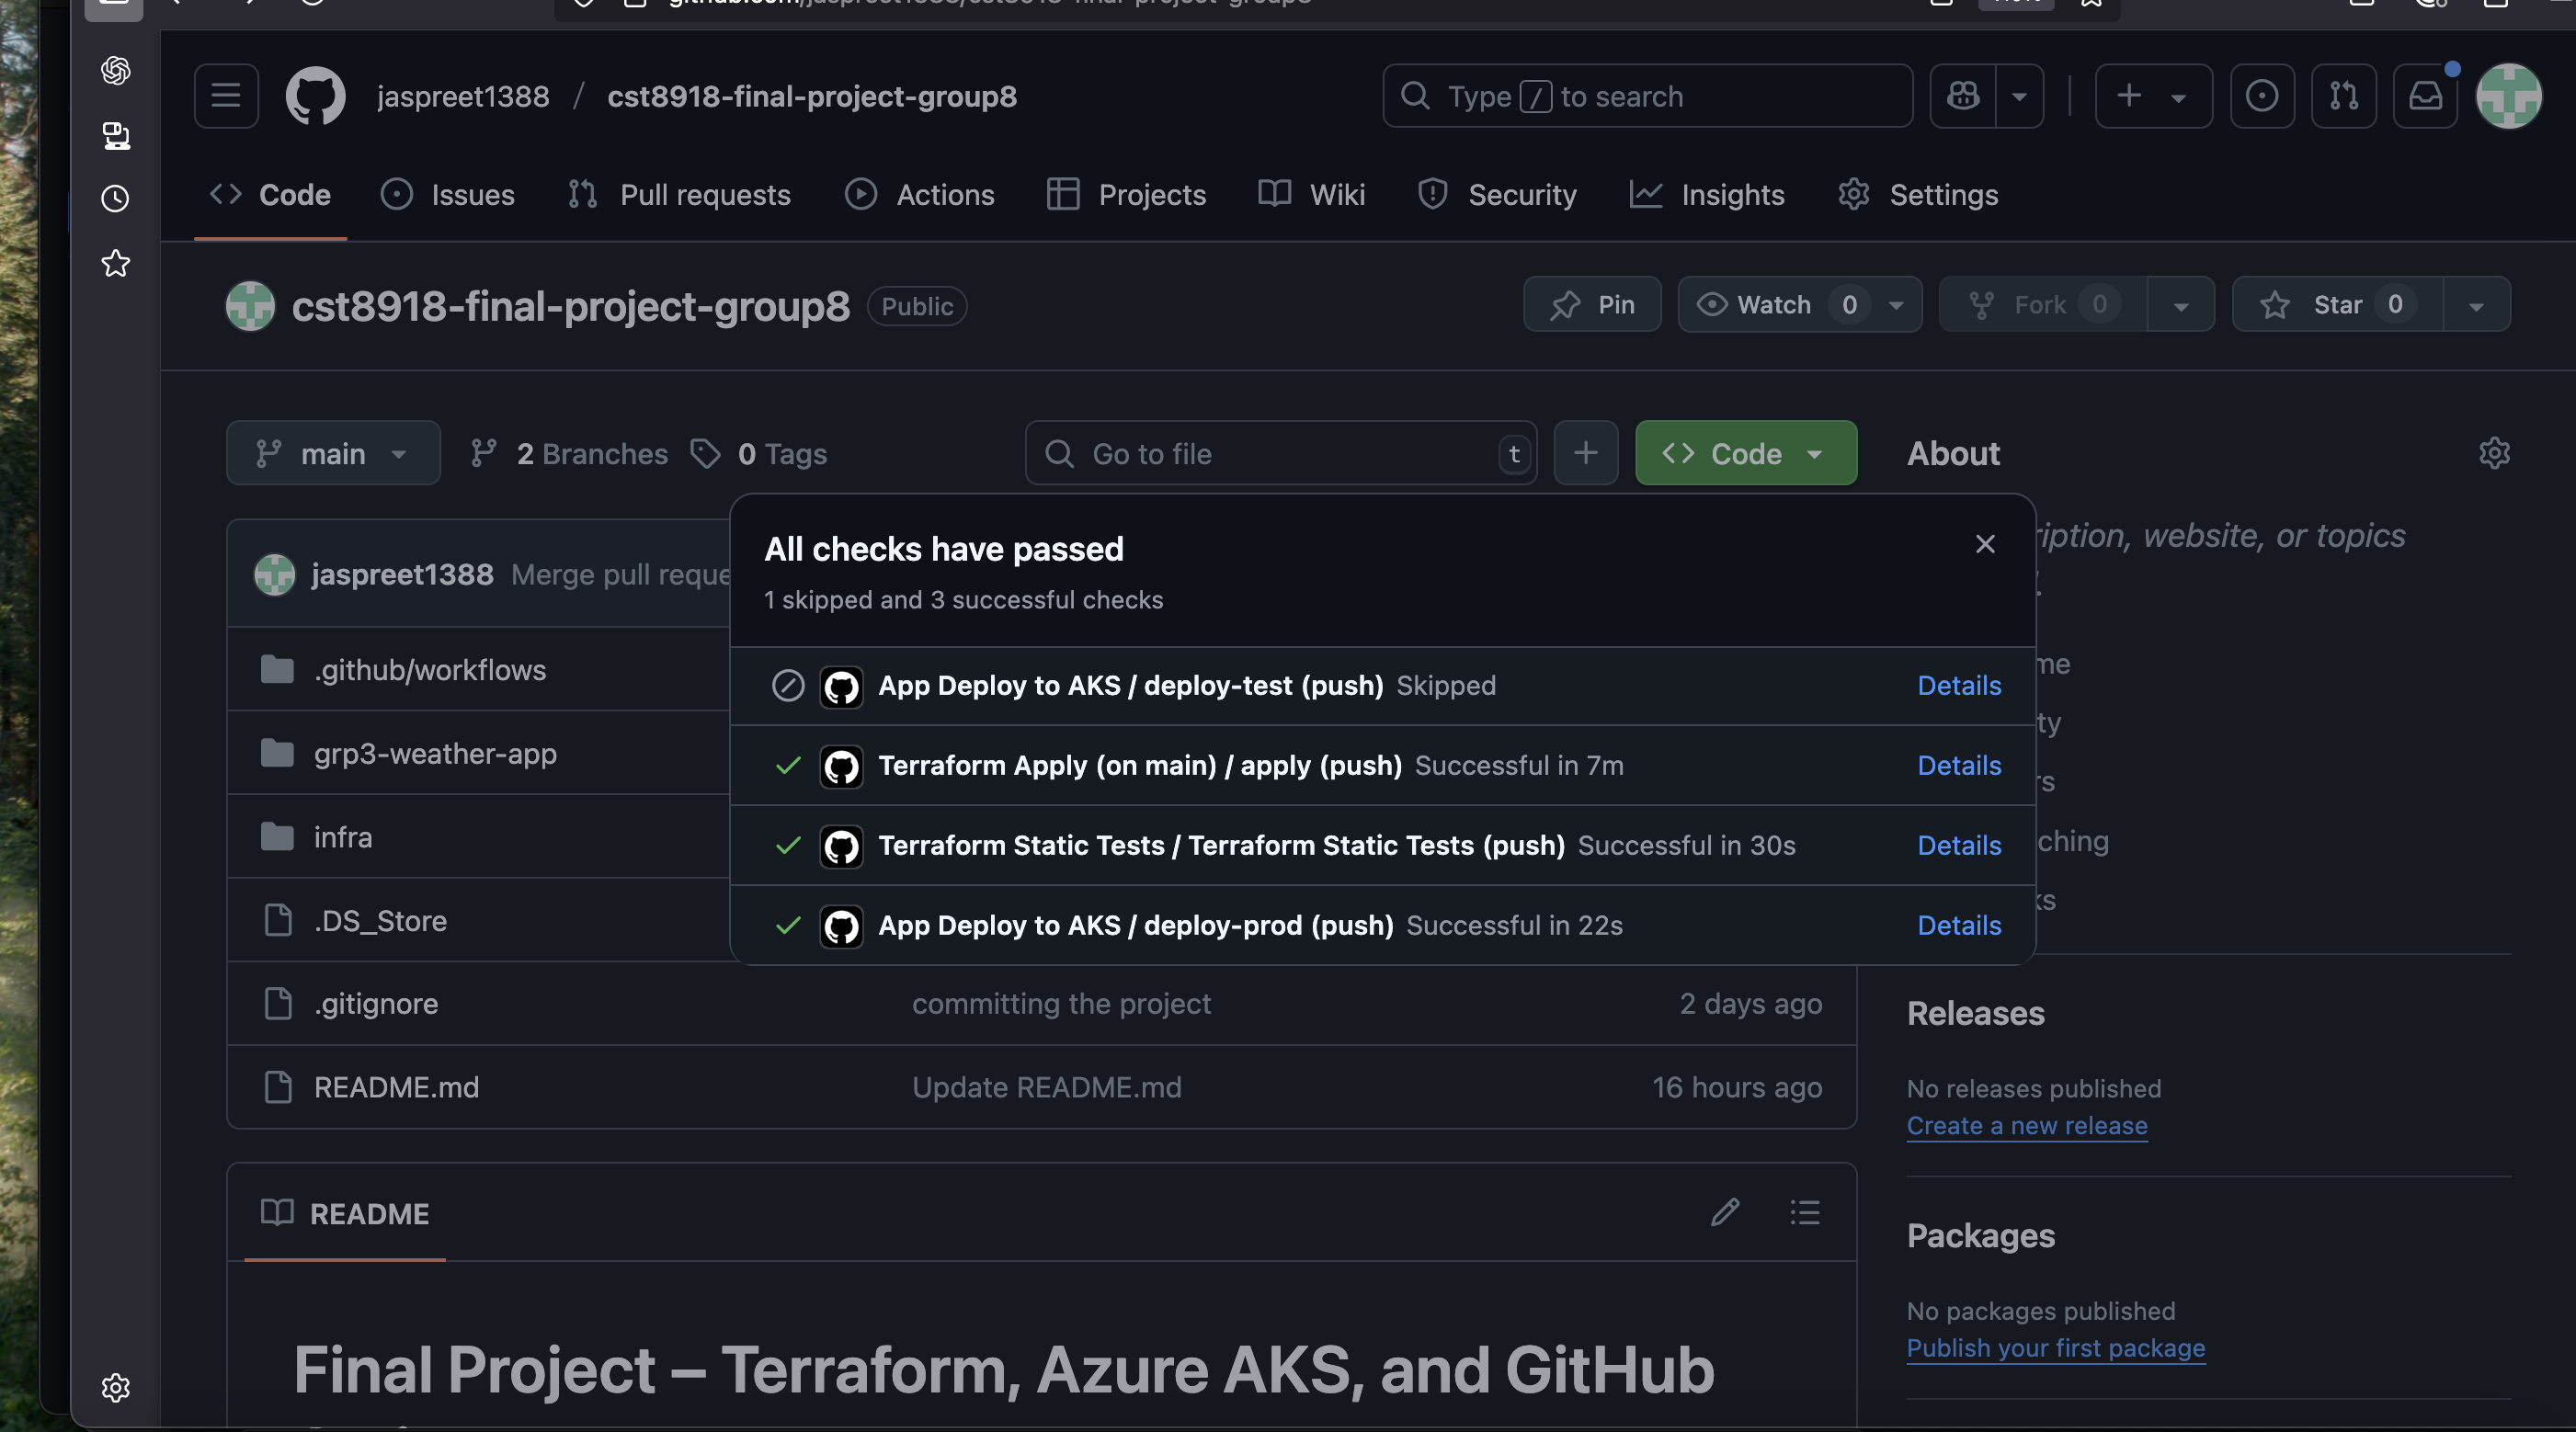 jaspreet1388 / cst8918-final-project-group8
Type / to search
Code
Issues
Pull requests
Actions
Projects
Wiki
Security
Insights
Settings
cst8918-final-project-group8 Public
Pin
Watch 0
Fork 0
Star 0
main
2 Branches
0 Tags
Go to file
t
Code
About
topics
website, or
jaspreet1388 Merge pull
All checks have passed
1 skipped and 3 successful checks
App Deploy to AKS / deploy-test (push) Skipped Details
Terraform Apply (on main) / apply (push) Successful in 7m Details
Terraform Static Tests / Terraform Static Tests (push) Successful in 30s Details
App Deploy to AKS / deploy-prod (push) Successful in 22s Details
.github/workflows
grp3-weather-app
infra
.DS_Store
.gitignore committing the project 2 days ago
README.md Update README.md 16 hours ago
README
Final Project – Terraform, Azure AKS, and GitHub
Releases
No releases published
Create a new release
Packages
No packages published
Publish your first package